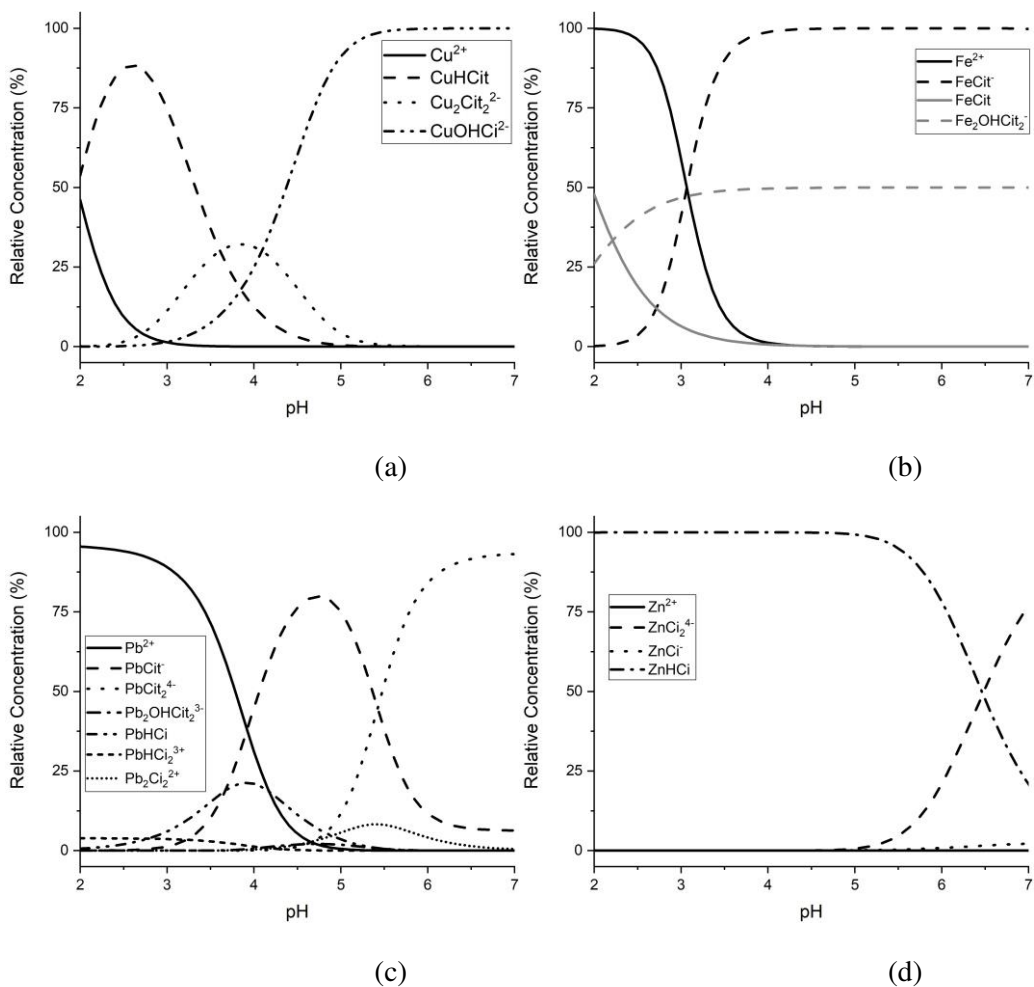 Relative Concentration (%)
100
75
50
25
0
2 3 4 5 6 7
pH
Cu²⁺
CuHCit
Cu₂Cit₂²⁻
CuOHCi²⁻
(a)
Relative Concentration (%)
100
75
50
25
0
2 3 4 5 6 7
pH
Fe²⁺
FeCit⁻
FeCit
Fe₂OHCit₂⁻
(b)
Relative Concentration (%)
100
75
50
25
0
2 3 4 5 6 7
pH
Pb²⁺
PbCit⁻
PbCit₂⁴⁻
Pb₂OHCit₂³⁻
PbHCi
PbHCi₂³⁺
Pb₂Ci₂²⁺
(c)
Relative Concentration (%)
100
75
50
25
0
2 3 4 5 6 7
pH
Zn²⁺
ZnCi₂⁴⁻
ZnCi⁻
ZnHCi
(d)